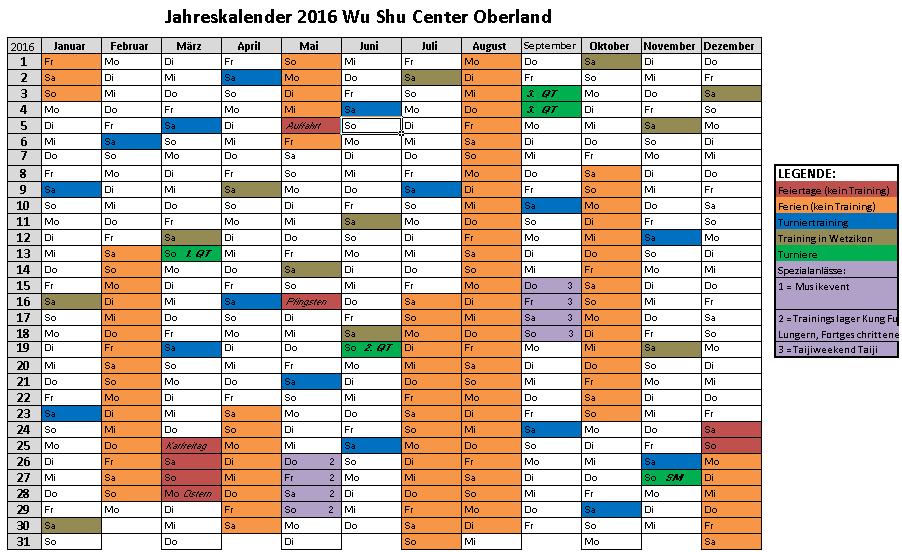 Jahreskalender 2016 Wu Shu Center Oberland
2016 Januar Februar März April Mai Juni Juli August September Oktober November Dezember
1 Fr Mo Di Fr So Mi Fr Mo Do Sa Di Do
2 Sa Di Mi Sa Mo Do Sa Di Fr So Mi Fr
3 So Mi Do So Di Fr So Mi 3. QT Mo Do Sa
4 Mo Do Fr Mo Mi Sa Mo Do 3. QT Di Fr So
5 Di Fr Sa Di Auffahrt So Di Fr Mo Mi Sa Mo
6 Mi Sa So Mi Fr Mo Mi Sa Di Do So Di
7 Do So Mo Do Sa Di Do So Mi Fr Mo Mi
8 Fr Mo Di Fr So Mi Fr Mo Do Sa Di Do
9 Sa Di Mi Sa Mo Do Sa Di Fr So Mi Fr
10 So Mi Do So Di Fr So Mi Sa Mo Do Sa
11 Mo Do Fr Mo Mi Sa Mo Do So Di Fr So
12 Di Fr Sa Di Do So Di Fr Mo Mi Sa Mo
13 Mi Sa So 1. QT Mi Fr Mo Mi Sa Di Do So Di
14 Do So Mo Do Sa Di Do So Mi Fr Mo Mi
15 Fr Mo Di Fr So Mi Fr Mo Do 3 Sa Di Do
16 Sa Di Mi Sa Pfingsten Do Sa Di Fr 3 So Mi Fr
17 So Mi Do So Di Fr So Mi Sa 3 Mo Do Sa
18 Mo Do Fr Mo Mi Sa Mo Do So 3 Di Fr So
19 Di Fr Sa Di Do So 2. QT Di Fr Mo Mi Sa Mo
20 Mi Sa So Mi Fr Mo Mi Sa Di Do So Di
21 Do So Mo Do Sa Di Do So Mi Fr Mo Mi
22 Fr Mo Di Fr So Mi Fr Mo Do Sa Di Do
23 Sa Di Mi Sa Mo Do Sa Di Fr So Mi Fr
24 So Mi Do So Di Fr So Mi Sa Mo Do Sa
25 Mo Do Karfreitag Mo Mi Sa Mo Do So Di Fr So
26 Di Fr Sa Di Do 2 So Di Fr Mo Mi Sa Mo
27 Mi Sa So Mi Fr 2 Mo Mi Sa Di Do So SM Di
28 Do So Mo Ostern Do Sa 2 Di Do So Mi Fr Mo Mi
29 Fr Mo Di Fr So 2 Mi Fr Mo Do Sa Di Do
30 Sa Mi Sa Mo Do Sa Di Fr So Mi Fr
31 So Do Di So Mi Mo Sa
LEGENDE:
Feiertage (kein Training)
Ferien (kein Training)
Turniertraining
Training in Wetzikon
Turniere
Spezialanlässe:
1 = Musikevent
2 = Trainingslager Kung Fu
Lungern, Fortgeschrittene
3 = Taijiweekend Taiji